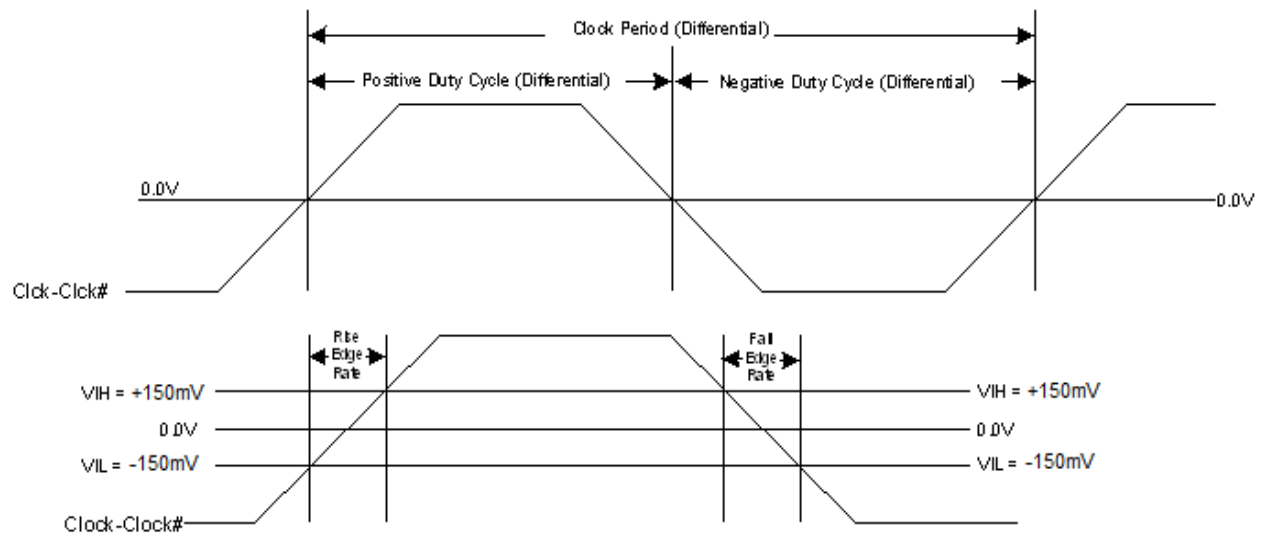 Clock Period (Differential)
Positive Duty Cycle (Differential)
Negative Duty Cycle (Differential)
0.0V
0.0V
Clck-Clck#
Rise
Edge
Rate
Fall
Edge
Rate
VIH = +150mV
VIH = +150mV
0.0V
0.0V
VIL = -150mV
VIL = -150mV
Clock-Clock#